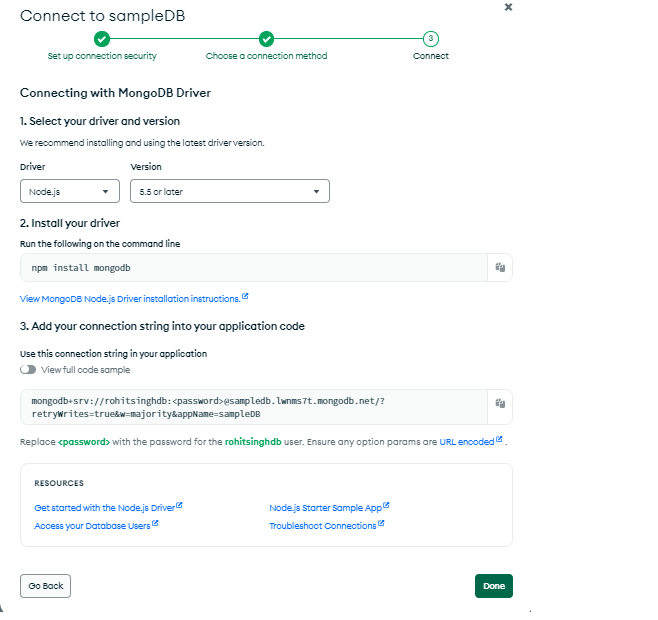 Connect to sampleDB
3
Set up connection security
Choose a connection method
Connect
Connecting with MongoDB Driver
1. Select your driver and version
We recommend installing and using the latest driver version.
Driver
Version
Node.js
5.5 or later
2. Install your driver
Run the following on the command line
npm install mongodb
View MongoDB Node.js Driver installation instructions.
3. Add your connection string into your application code
Use this connection string in your application
View full code sample
mongodb+srv://rohitsinghdb:<password>@sampledb.lwnms7t.mongodb.net/?
retryWrites=true&w=majority&appName=sampleDB
Replace <password> with the password for the rohitsinghdb user. Ensure any option params are URL encoded .
RESOURCES
Get started with the Node.js Driver
Node.js Starter Sample App
Access your Database Users
Troubleshoot Connections
Go Back
Done